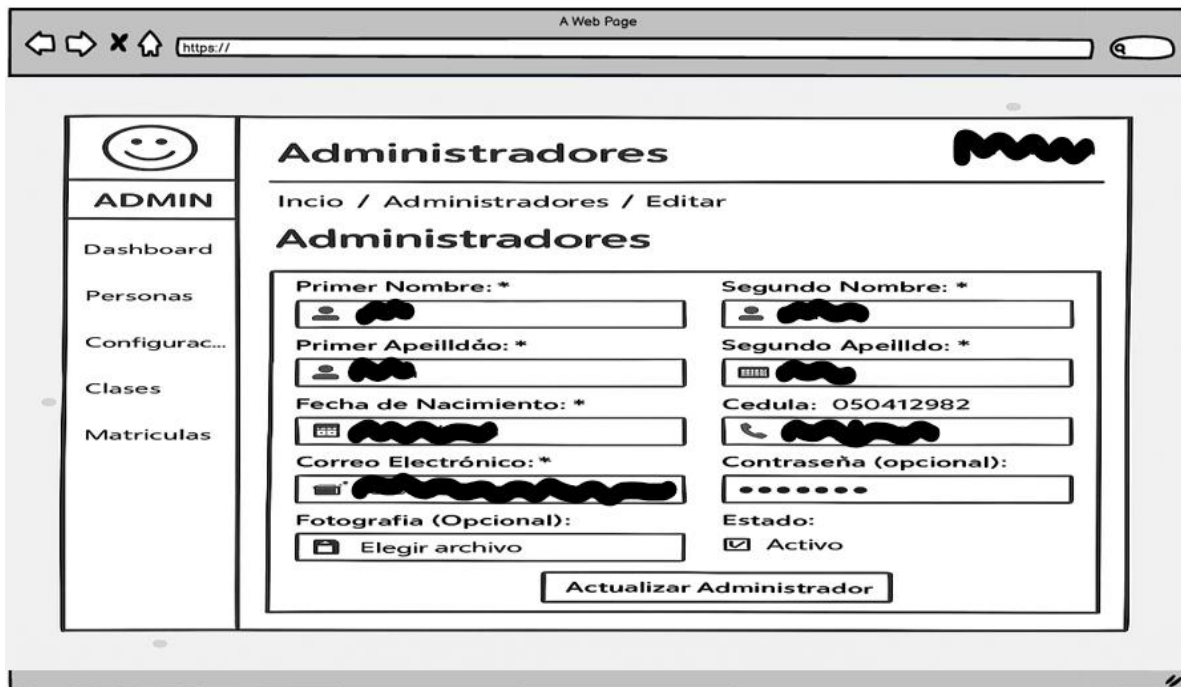 A Web Page
https://
Administradores
ADMIN
Incio / Administradores / Editar
Administradores
Dashboard
Personas
Configurac...
Clases
Matriculas
Primer Nombre: *
Segundo Nombre: *
Primer Apeilldáo: *
Segundo Apellldo: *
Fecha de Nacimiento: *
Cedula: 050412982
Correo Electrónico: *
Contraseña (opcional):
Fotografia (Opcional):
Estado:
Elegir archivo
Activo
Actualizar Administrador